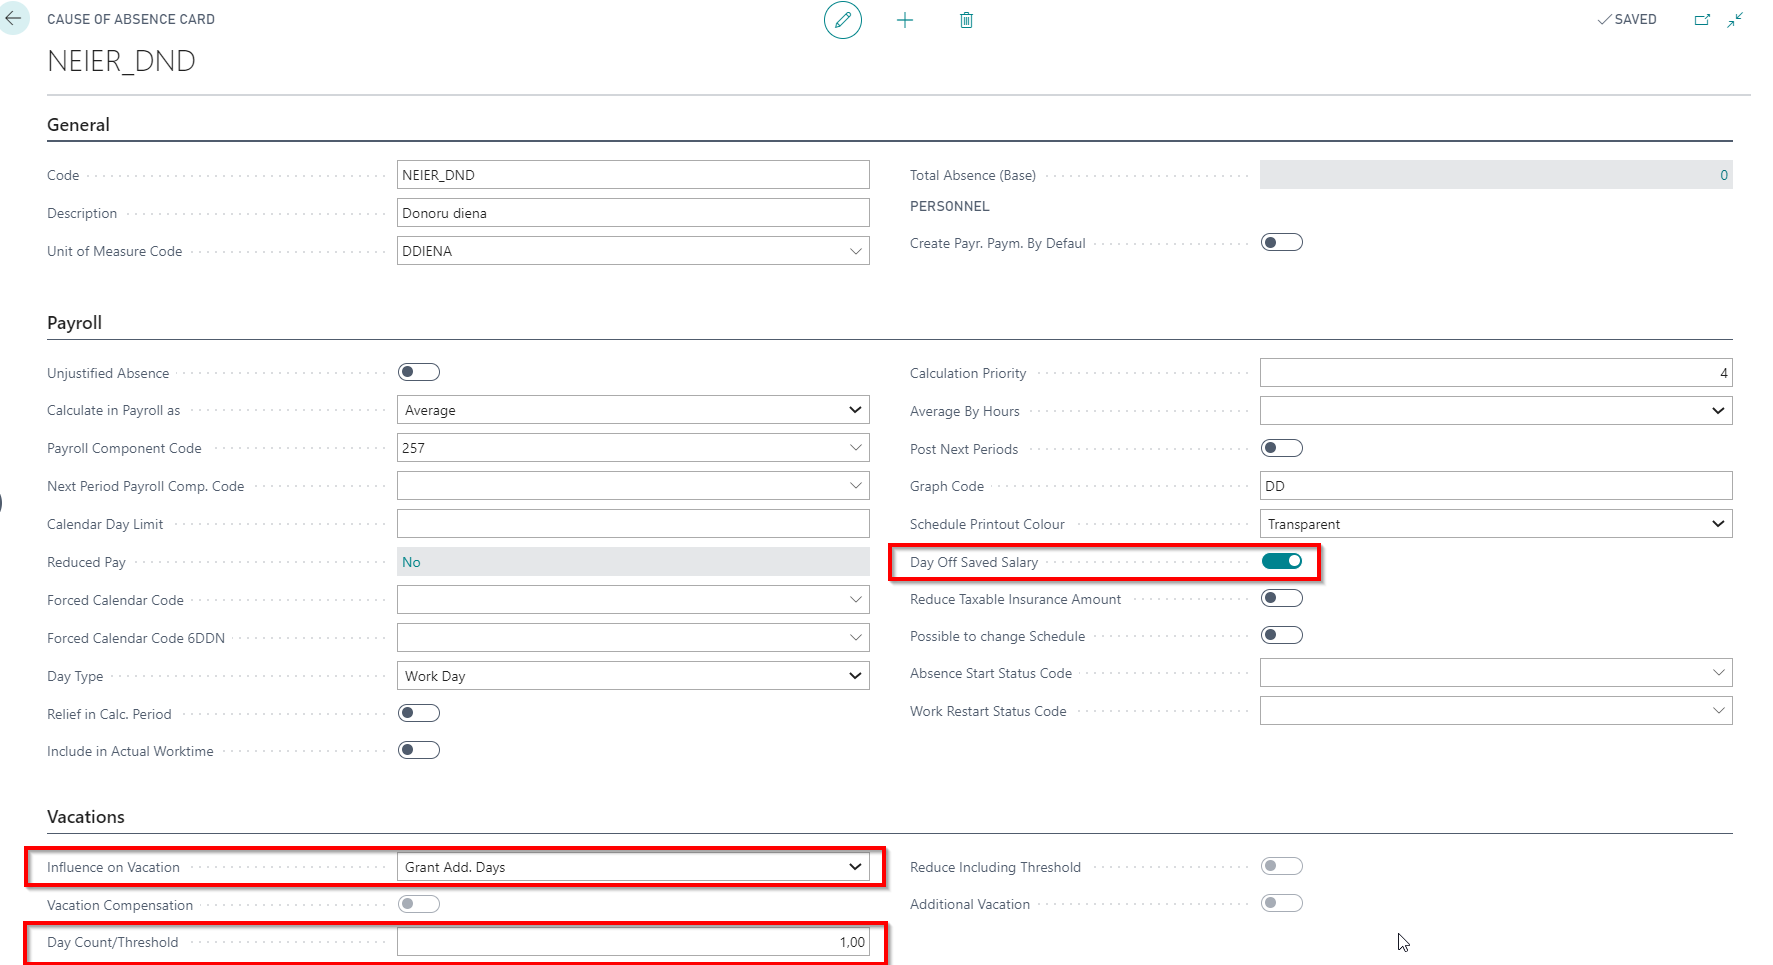 CAUSE OF ABSENCE CARD
SAVED
NEIER_DND
General
Code NEIER_DND
Description Donoru diena
Unit of Measure Code DDIENA
Total Absence (Base) 0
PERSONNEL
Create Payr. Paym. By Defaul
Payroll
Unjustified Absence
Calculate in Payroll as Average
Payroll Component Code 257
Next Period Payroll Comp. Code
Calendar Day Limit
Reduced Pay No
Forced Calendar Code
Forced Calendar Code 6DDN
Day Type Work Day
Relief in Calc. Period
Include in Actual Worktime
Calculation Priority 4
Average By Hours
Post Next Periods
Graph Code DD
Schedule Printout Colour Transparent
Day Off Saved Salary
Reduce Taxable Insurance Amount
Possible to change Schedule
Absence Start Status Code
Work Restart Status Code
Vacations
Influence on Vacation Grant Add. Days
Vacation Compensation
Day Count/Threshold 1,00
Reduce Including Threshold
Additional Vacation